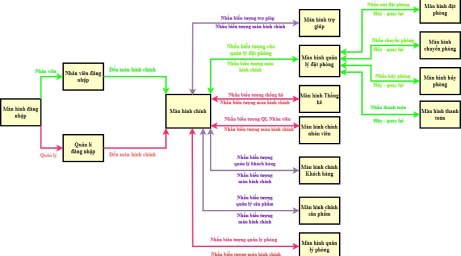 Màn hình đăng
nhập
Nhân viên
Quản lý
Nhân viên đăng
nhập
Quản lí
đăng nhập
Đến màn hình chính
Đến màn hình chính
Màn hình chính
Nhấn biểu tượng trợ giúp
Nhấn biểu tượng màn hình chính
Màn hình trợ
giúp
Nhấn biểu tượng của
quản lý đặt phòng
Nhấn biểu tượng màn
hình chính
Màn hình quản
lý đặt phòng
Nhấn nút đặt phòng
Hủy - quay lại
Màn hình đặt
phòng
Nhấn chuyển phòng
Hủy - quay lại
Màn hình
chuyển phòng
Nhấn hủy phòng
Hủy - quay lại
Màn hình hủy
phòng
Nhấn thanh toán
Hủy - quay lại
Màn hình thanh
toán
Nhấn biểu tượng thống kê
Nhấn biểu tượng màn hình chính
Màn hình Thống
kê
Nhấn biểu tượng QL Nhân viên
Nhấn biểu tượng màn hình chính
Màn hình chính
nhân viên
Nhấn biểu tượng
quản lý khách hàng
Nhấn biểu tượng
màn hình chính
Màn hình chính
Khách hàng
Nhấn biểu tượng
quản lý sản phẩm
Nhấn biểu tượng
màn hình chính
Màn hình chính
sản phẩm
Nhấn biểu tượng quản lý phòng
Nhấn biểu tượng màn hình chính
Màn hình quản
lý phòng